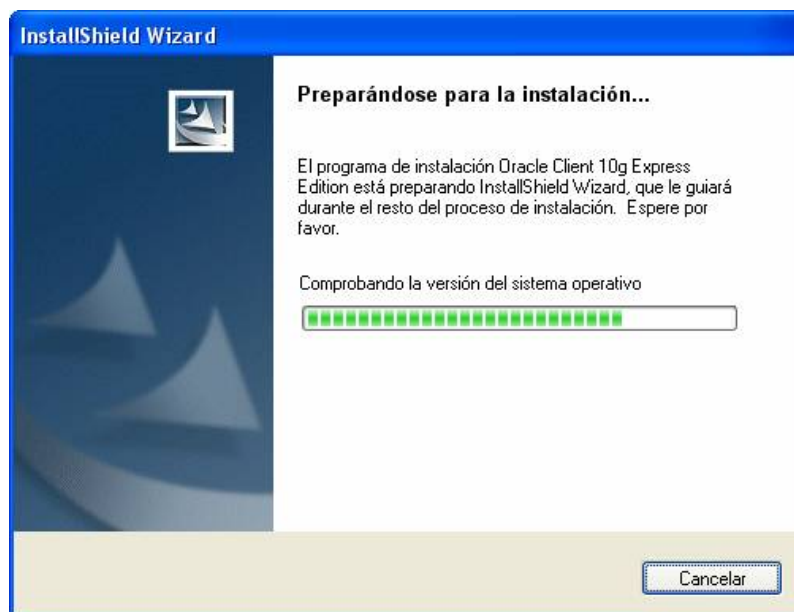 InstallShield Wizard
Preparándose para la instalación...
El programa de instalación Oracle Client 10g Express
Edition está preparando InstallShield Wizard, que le guiará
durante el resto del proceso de instalación. Espere por
favor.
Comprobando la versión del sistema operativo
Cancelar